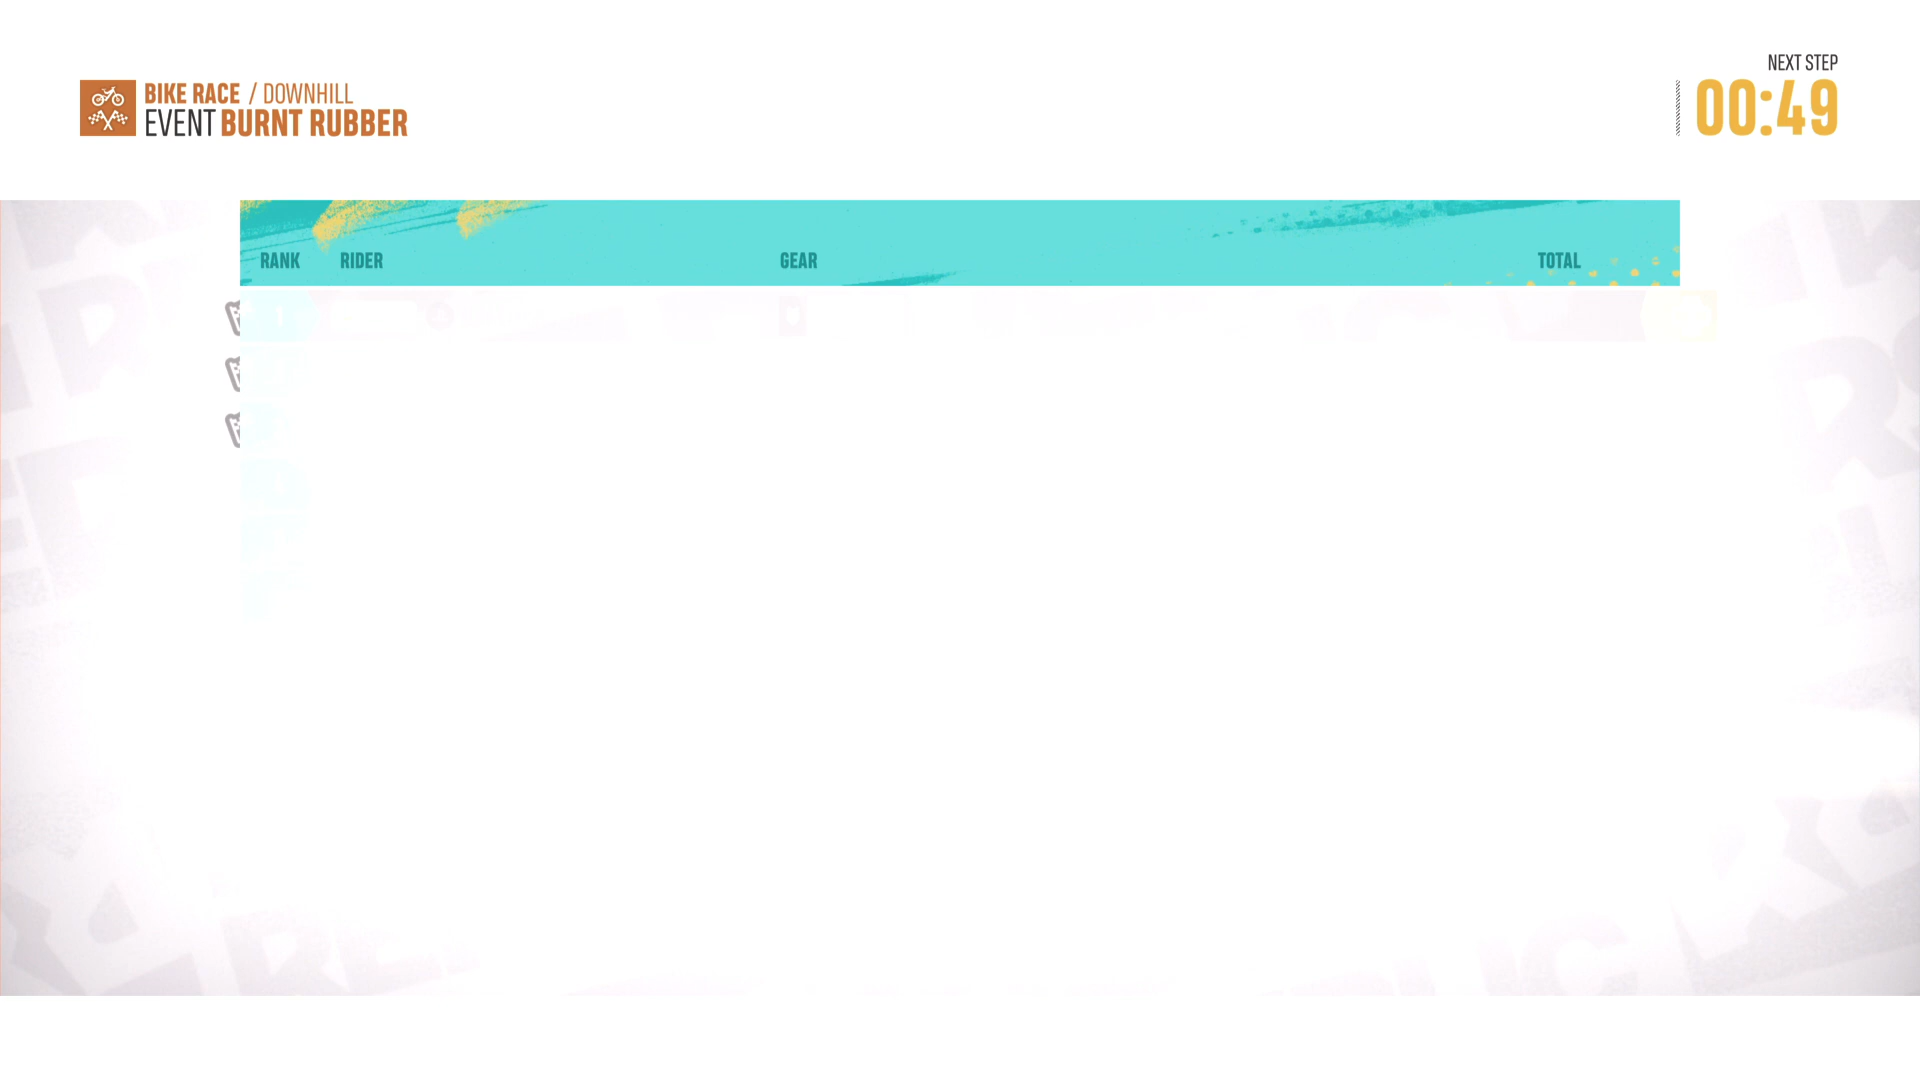 BIKE RACE / DOWNHILL
EVENT BURNT RUBBER
NEXT STEP
00:49
RANK RIDER GEAR TOTAL